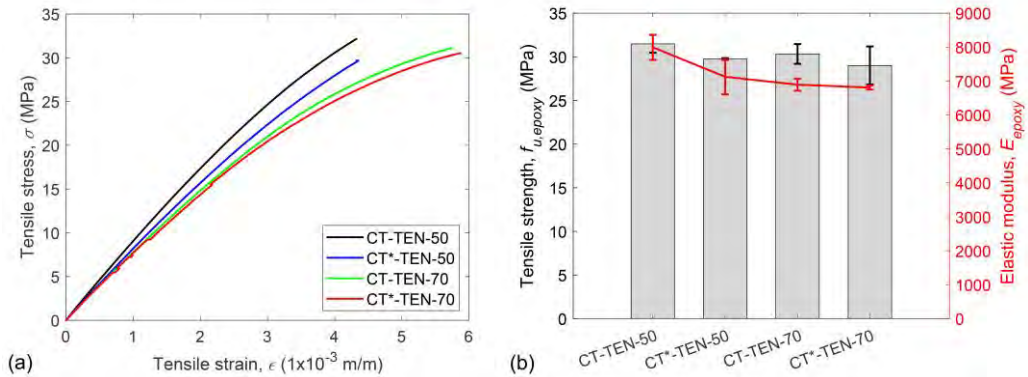 35
30
25
20
15
10
5
0
0 1 2 3 4 5 6
Tensile stress, σ (MPa)
Tensile strain, ϵ (1x10-3 m/m)
CT-TEN-50
CT*-TEN-50
CT-TEN-70
CT*-TEN-70
(a)
35
30
25
20
15
10
5
0
Tensile strength, fu,epoxy (MPa)
CT-TEN-50
CT*-TEN-50
CT-TEN-70
CT*-TEN-70
9000
8000
7000
6000
5000
4000
3000
2000
1000
0
Elastic modulus, Eepoxy (MPa)
(b)